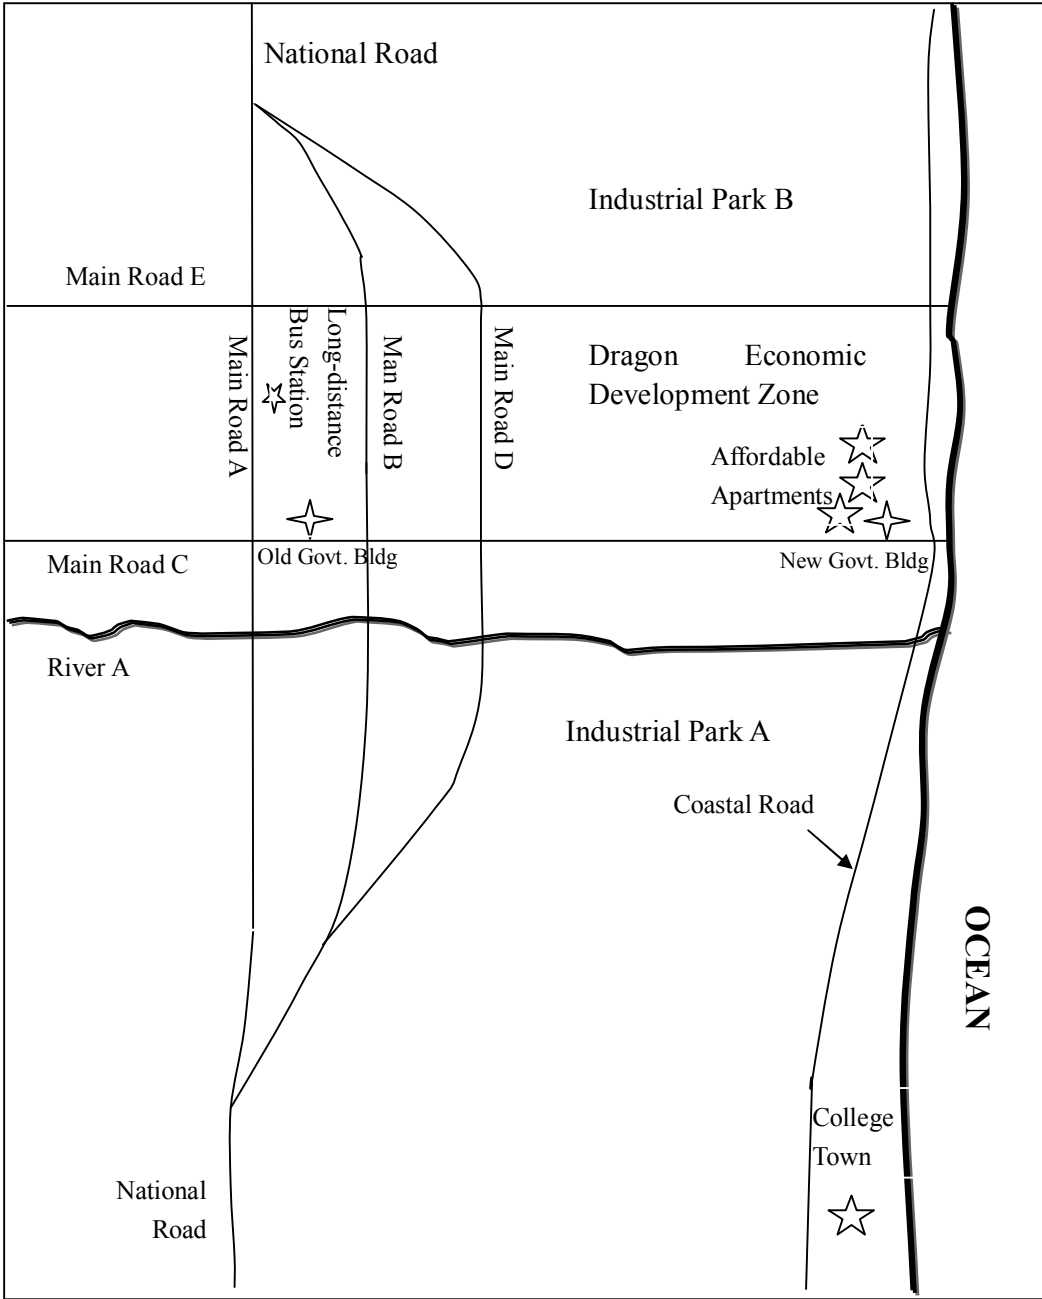 National Road
Industrial Park B
Main Road E
Main Road A
Bus Station
Long-distance
Man Road B
Main Road D
Dragon Economic
Development Zone
Affordable
Apartments
Main Road C
Old Govt. Bldg
New Govt. Bldg
River A
Industrial Park A
Coastal Road
OCEAN
College
Town
National
Road